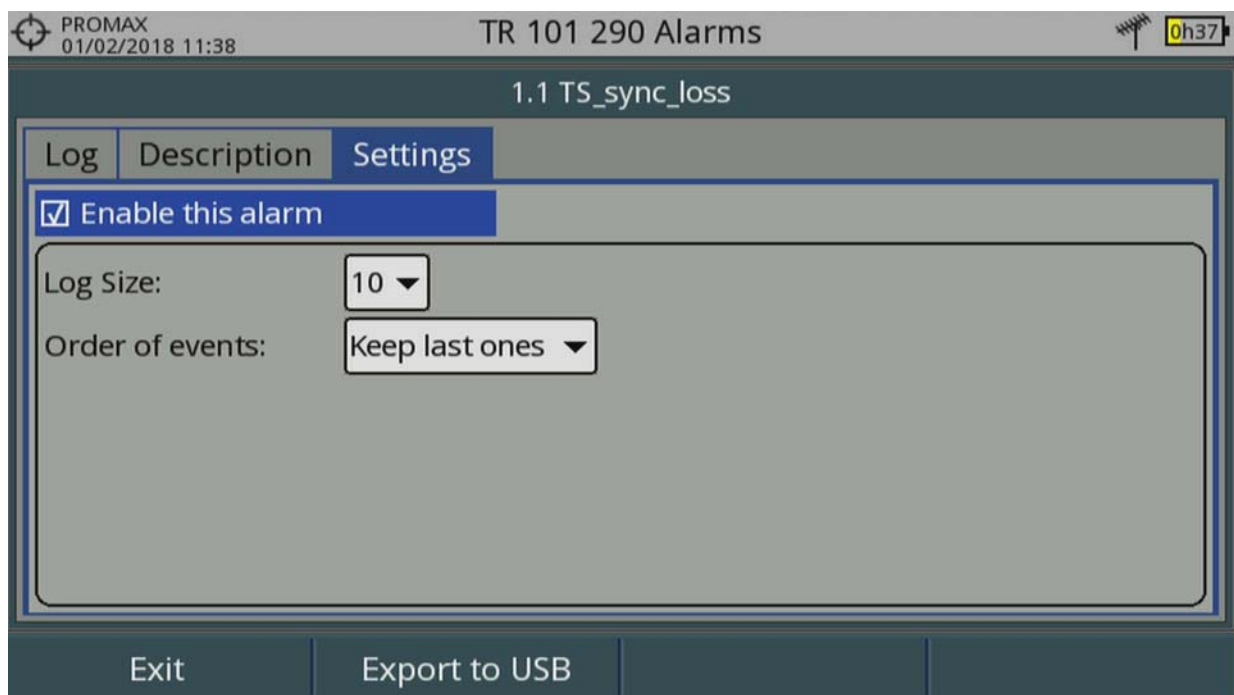 PROMAX
01/02/2018 11:38
TR 101 290 Alarms
0h37
1.1 TS_sync_loss
Log Description Settings
Enable this alarm
Log Size: 10
Order of events: Keep last ones
Exit Export to USB